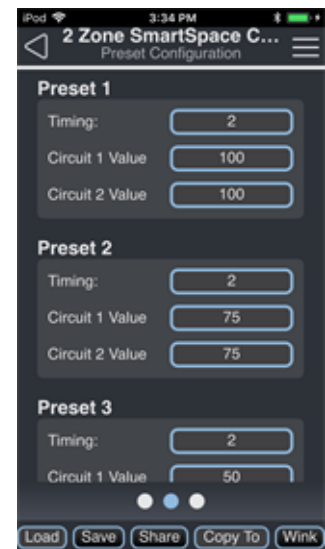 iPod 3:34 PM
2 Zone SmartSpace C...
Preset Configuration
Preset 1
Timing: 2
Circuit 1 Value 100
Circuit 2 Value 100
Preset 2
Timing: 2
Circuit 1 Value 75
Circuit 2 Value 75
Preset 3
Timing: 2
Circuit 1 Value 50
Load Save Share Copy To Wink